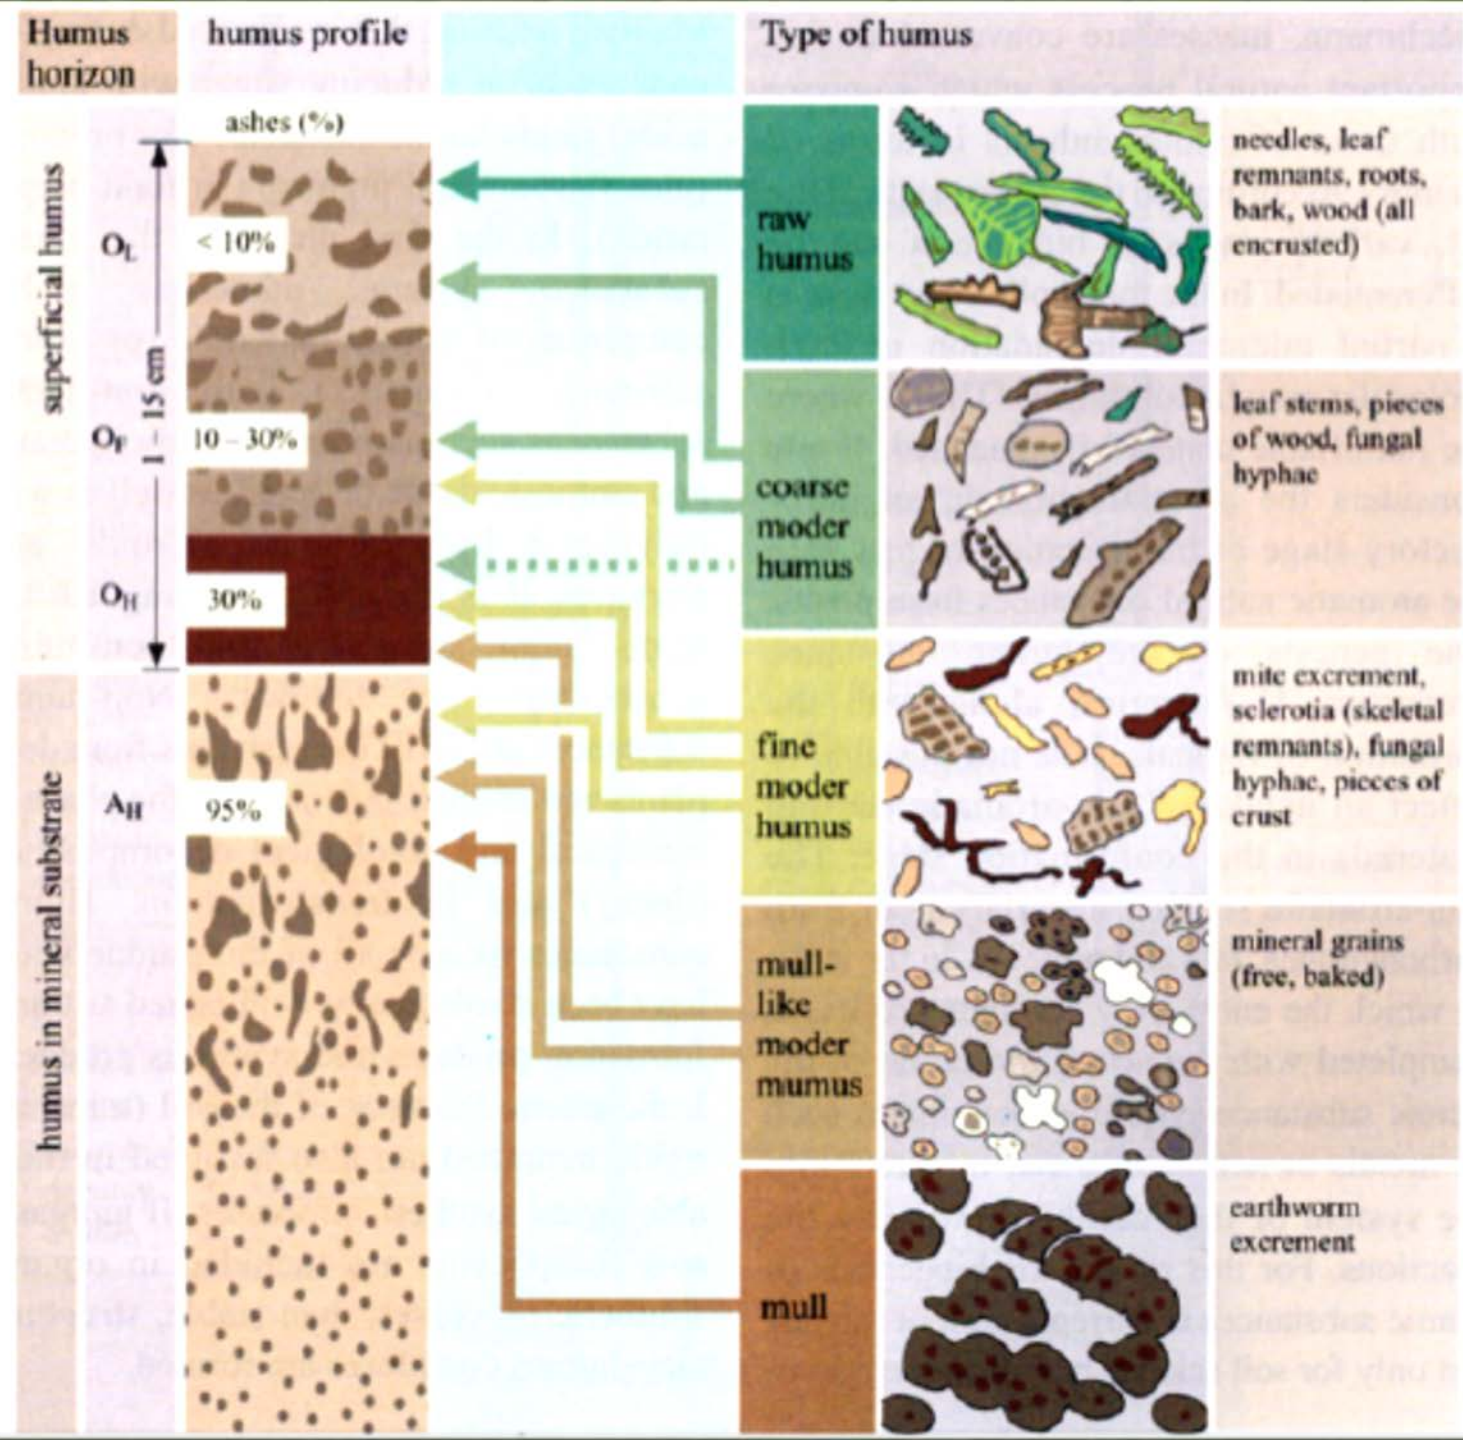 Humus
horizon
humus profile
Type of humus
ashes (%)
superficial humus
1 – 15 cm
OL
< 10%
OF
10 – 30%
OH
30%
humus in mineral substrate
AH
95%
raw
humus
needles, leaf
remnants, roots,
bark, wood (all
encrusted)
coarse
moder
humus
leaf stems, pieces
of wood, fungal
hyphae
fine
moder
humus
mite excrement,
sclerotia (skeletal
remnants), fungal
hyphae, pieces of
crust
mull-
like
moder
mumus
mineral grains
(free, baked)
mull
earthworm
excrement